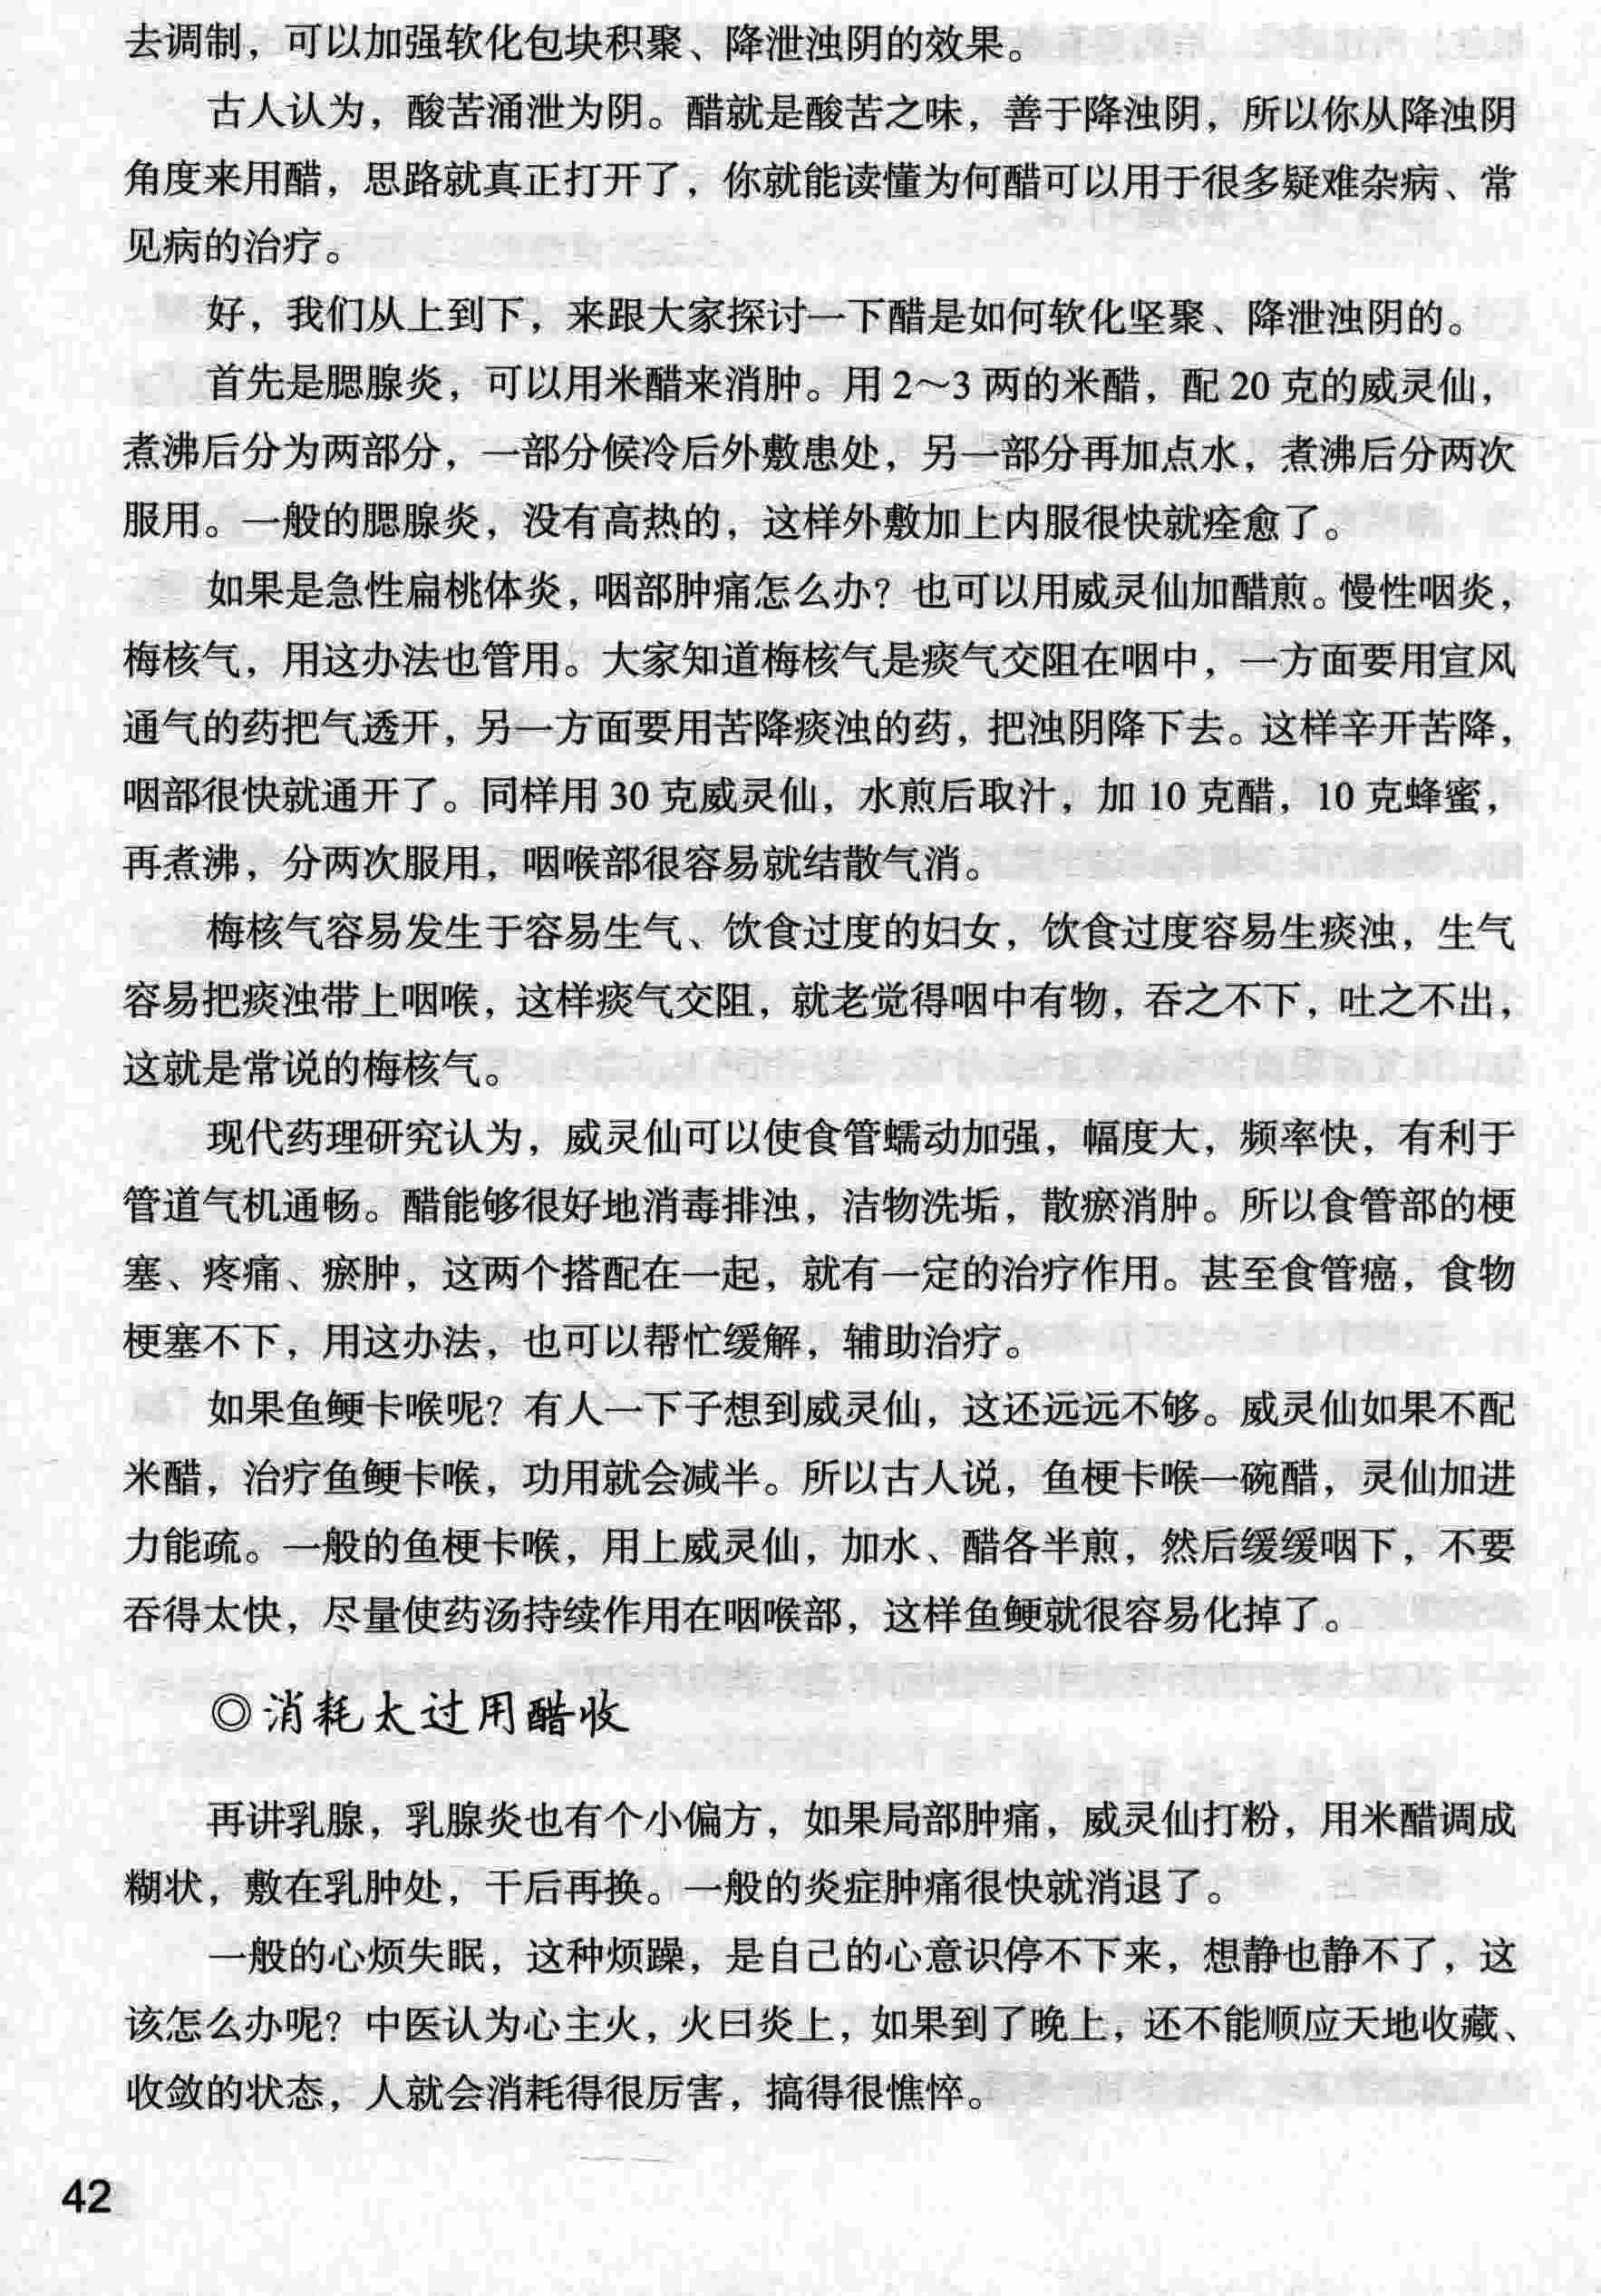 去调制，可以加强软化包块积聚、降泄浊阴的效果。
古人认为，酸苦涌泄为阴。醋就是酸苦之味，善于降浊阴，所以你从降浊阴
角度来用醋，思路就真正打开了，你就能读懂为何醋可以用于很多疑难杂病、常
见病的治疗。
好，我们从上到下，来跟大家探讨一下醋是如何软化坚聚、降泄浊阴的。
首先是腮腺炎，可以用米醋来消肿。用 2～3 两的米醋，配 20 克的威灵仙，
煮沸后分为两部分，一部分候冷后外敷患处，另一部分再加点水，煮沸后分两次
服用。一般的腮腺炎，没有高热的，这样外敷加上内服很快就痊愈了。
如果是急性扁桃体炎，咽部肿痛怎么办？也可以用威灵仙加醋煎。慢性咽炎，
梅核气，用这办法也管用。大家知道梅核气是痰气交阻在咽中，一方面要用宣风
通气的药把气透开，另一方面要用苦降痰浊的药，把浊阴降下去。这样辛开苦降，
咽部很快就通开了。同样用 30 克威灵仙，水煎后取汁，加 10 克醋，10 克蜂蜜，
再煮沸，分两次服用，咽喉部很容易就结散气消。
梅核气容易发生于容易生气、饮食过度的妇女，饮食过度容易生痰浊，生气
容易把痰浊带上咽喉，这样痰气交阻，就老觉得咽中有物，吞之不下，吐之不出，
这就是常说的梅核气。
现代药理研究认为，威灵仙可以使食管蠕动加强，幅度大，频率快，有利于
管道气机通畅。醋能够很好地消毒排浊，洁物洗垢，散瘀消肿。所以食管部的梗
塞、疼痛、瘀肿，这两个搭配在一起，就有一定的治疗作用。甚至食管癌，食物
梗塞不下，用这办法，也可以帮忙缓解，辅助治疗。
如果鱼鲠卡喉呢？有人一下子想到威灵仙，这还远远不够。威灵仙如果不配
米醋，治疗鱼鲠卡喉，功用就会减半。所以古人说，鱼梗卡喉一碗醋，灵仙加进
力能疏。一般的鱼梗卡喉，用上威灵仙，加水、醋各半煎，然后缓缓咽下，不要
吞得太快，尽量使药汤持续作用在咽喉部，这样鱼鲠就很容易化掉了。
◎消耗太过用醋收
再讲乳腺，乳腺炎也有个小偏方，如果局部肿痛，威灵仙打粉，用米醋调成
糊状，敷在乳肿处，干后再换。一般的炎症肿痛很快就消退了。
一般的心烦失眠，这种烦躁，是自己的心意识停不下来，想静也静不了，这
该怎么办呢？中医认为心主火，火曰炎上，如果到了晚上，还不能顺应天地收藏、
收敛的状态，人就会消耗得很厉害，搞得很憔悴。
42